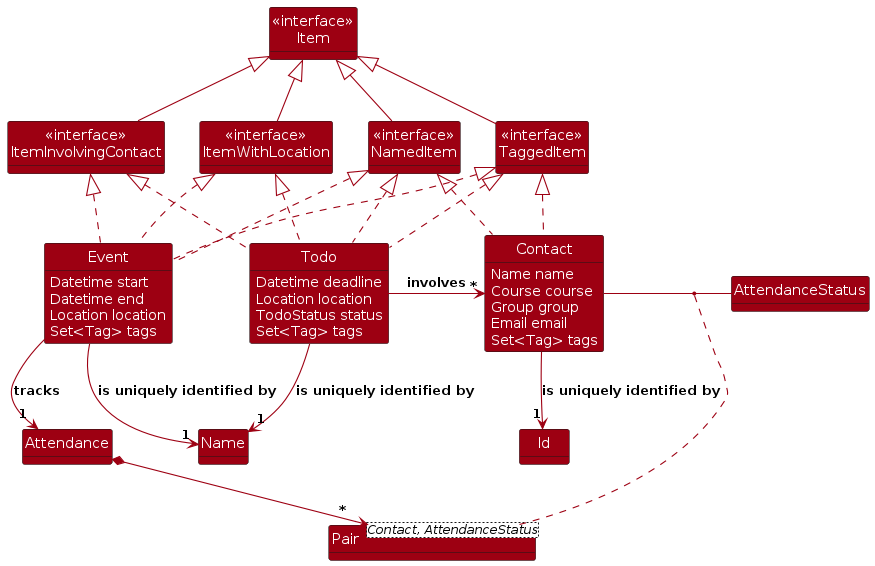 «interface»
Item
«interface»
ItemInvolvingContact
«interface»
ItemWithLocation
«interface»
NamedItem
«interface»
TaggedItem
Event
Datetime start
Datetime end
Location location
Set<Tag> tags
Todo
Datetime deadline
Location location
TodoStatus status
Set<Tag> tags
involves
*
Contact
Name name
Course course
Group group
Email email
Set<Tag> tags
AttendanceStatus
tracks
1
is uniquely identified by
1
is uniquely identified by
1
is uniquely identified by
1
Attendance
Name
Id
*
Pair
Contact, AttendanceStatus